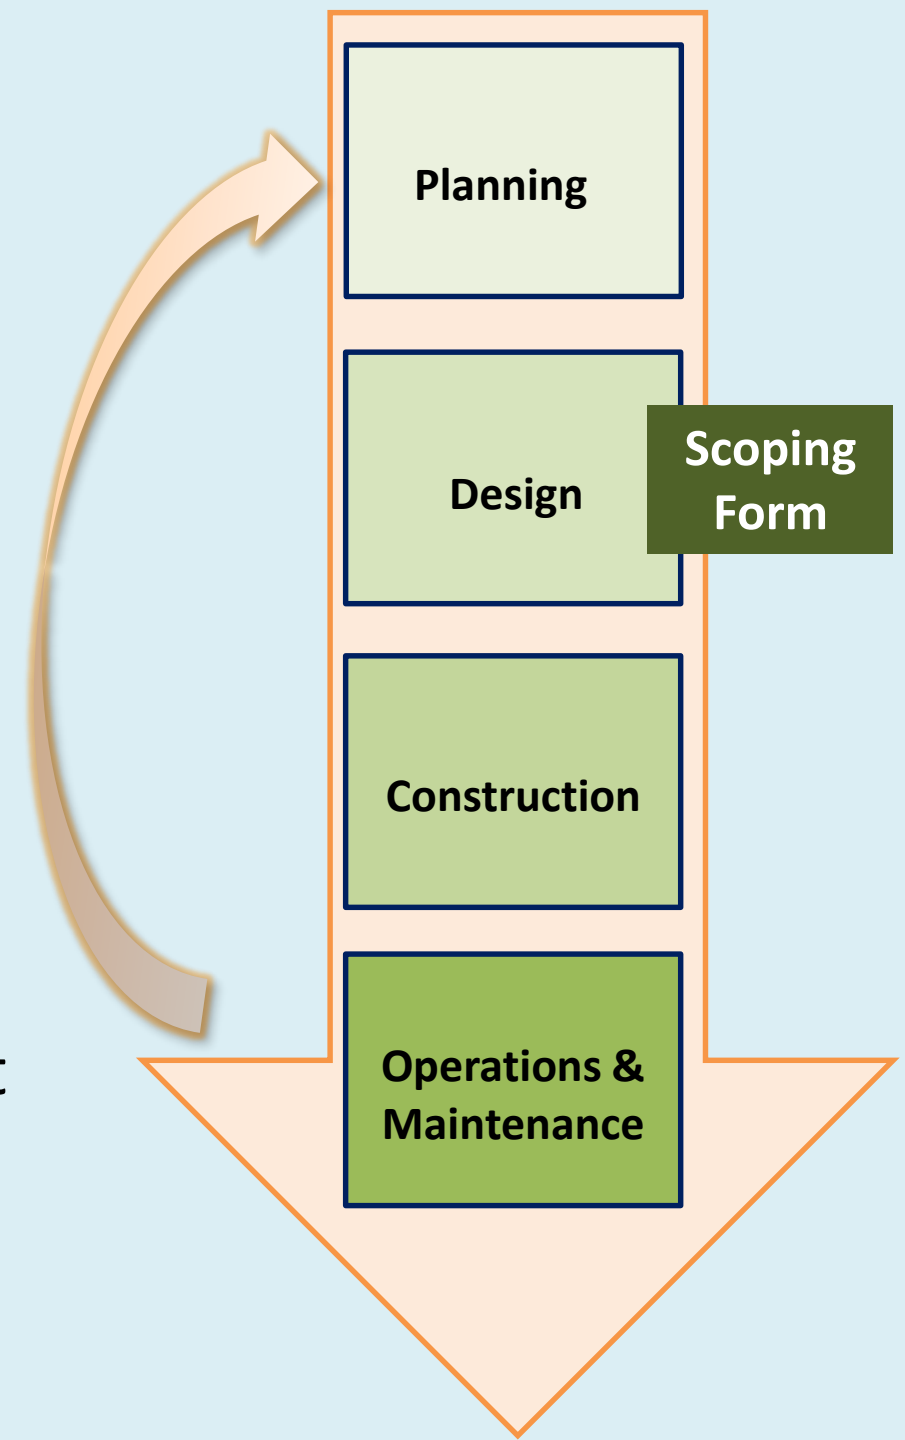 Planning
Scoping
Form
Design
Construction
t
Operations &
Maintenance